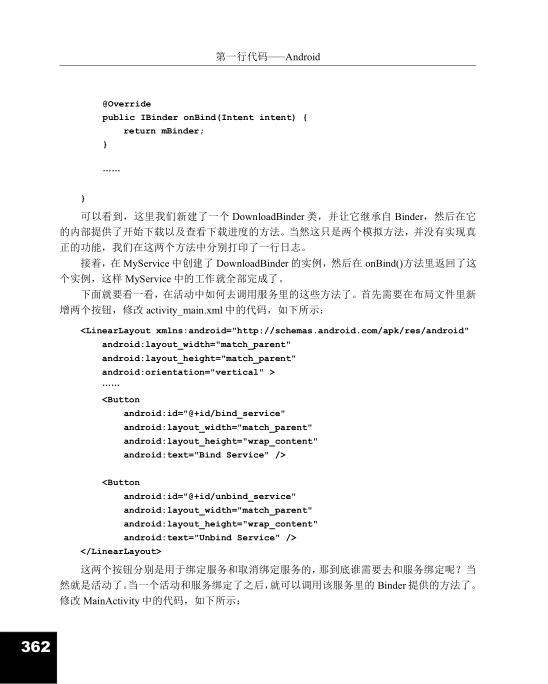 第一行代码——Android
@Override
public IBinder onBind(Intent intent) {
return mBinder;
}
……
}
可以看到，这里我们新建了一个 DownloadBinder 类，并让它继承自 Binder，然后在它
的内部提供了开始下载以及查看下载进度的方法。当然这只是两个模拟方法，并没有实现真
正的功能，我们在这两个方法中分别打印了一行日志。
接着，在 MyService 中创建了 DownloadBinder 的实例，然后在 onBind()方法里返回了这
个实例，这样 MyService 中的工作就全部完成了。
下面就要看一看，在活动中如何去调用服务里的这些方法了。首先需要在布局文件里新
增两个按钮，修改 activity_main.xml 中的代码，如下所示：
<LinearLayout xmlns:android="http://schemas.android.com/apk/res/android"
android:layout_width="match_parent"
android:layout_height="match_parent"
android:orientation="vertical" >
……
<Button
android:id="@+id/bind_service"
android:layout_width="match_parent"
android:layout_height="wrap_content"
android:text="Bind Service" />
<Button
android:id="@+id/unbind_service"
android:layout_width="match_parent"
android:layout_height="wrap_content"
android:text="Unbind Service" />
</LinearLayout>
这两个按钮分别是用于绑定服务和取消绑定服务的，那到底谁需要去和服务绑定呢？当
然就是活动了。当一个活动和服务绑定了之后，就可以调用该服务里的 Binder 提供的方法了。
修改 MainActivity 中的代码，如下所示：
362